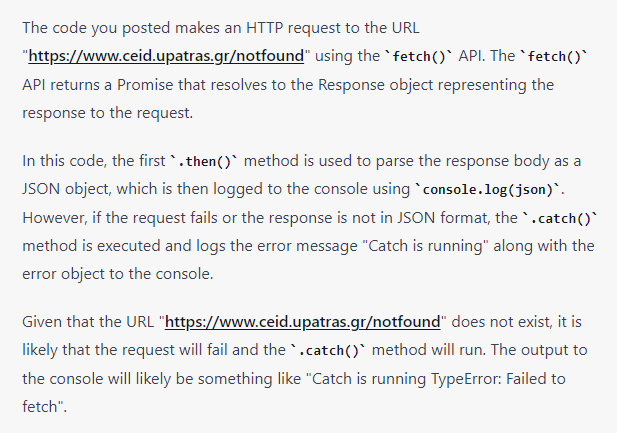 The code you posted makes an HTTP request to the URL
"https://www.ceid.upatras.gr/notfound" using the `fetch()` API. The `fetch()`
API returns a Promise that resolves to the Response object representing the
response to the request.
In this code, the first `.then()` method is used to parse the response body as a
JSON object, which is then logged to the console using `console.log(json)`.
However, if the request fails or the response is not in JSON format, the `.catch()`
method is executed and logs the error message "Catch is running" along with the
error object to the console.
Given that the URL "https://www.ceid.upatras.gr/notfound" does not exist, it is
likely that the request will fail and the `.catch()` method will run. The output to
the console will likely be something like "Catch is running TypeError: Failed to
fetch".